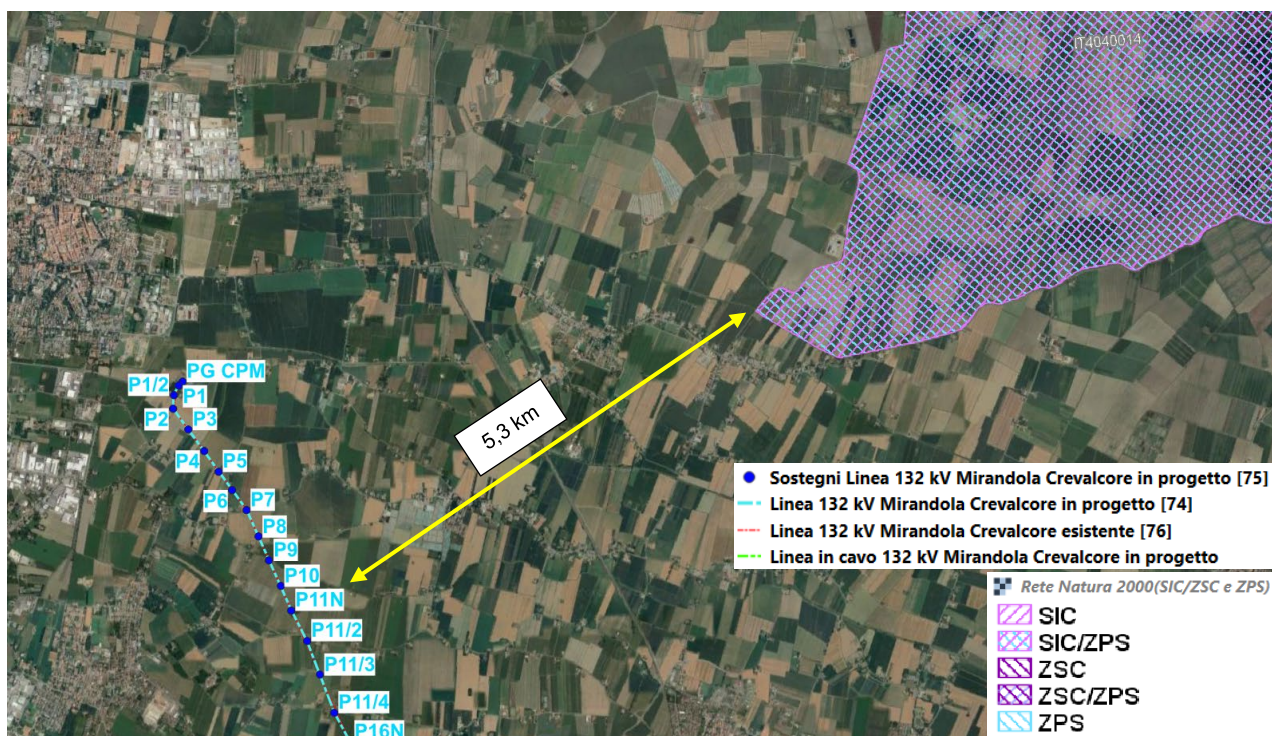 IT4040014
PG CPM
P1/2
P1
P2
P3
P4
P5
P6
P7
P8
P9
P10
P11N
P11/2
P11/3
P11/4
P16N
5,3 km
Sostegni Linea 132 kV Mirandola Crevalcore in progetto [75]
Linea 132 kV Mirandola Crevalcore in progetto [74]
Linea 132 kV Mirandola Crevalcore esistente [76]
Linea in cavo 132 kV Mirandola Crevalcore in progetto
Rete Natura 2000(SIC/ZSC e ZPS)
SIC
SIC/ZPS
ZSC
ZSC/ZPS
ZPS